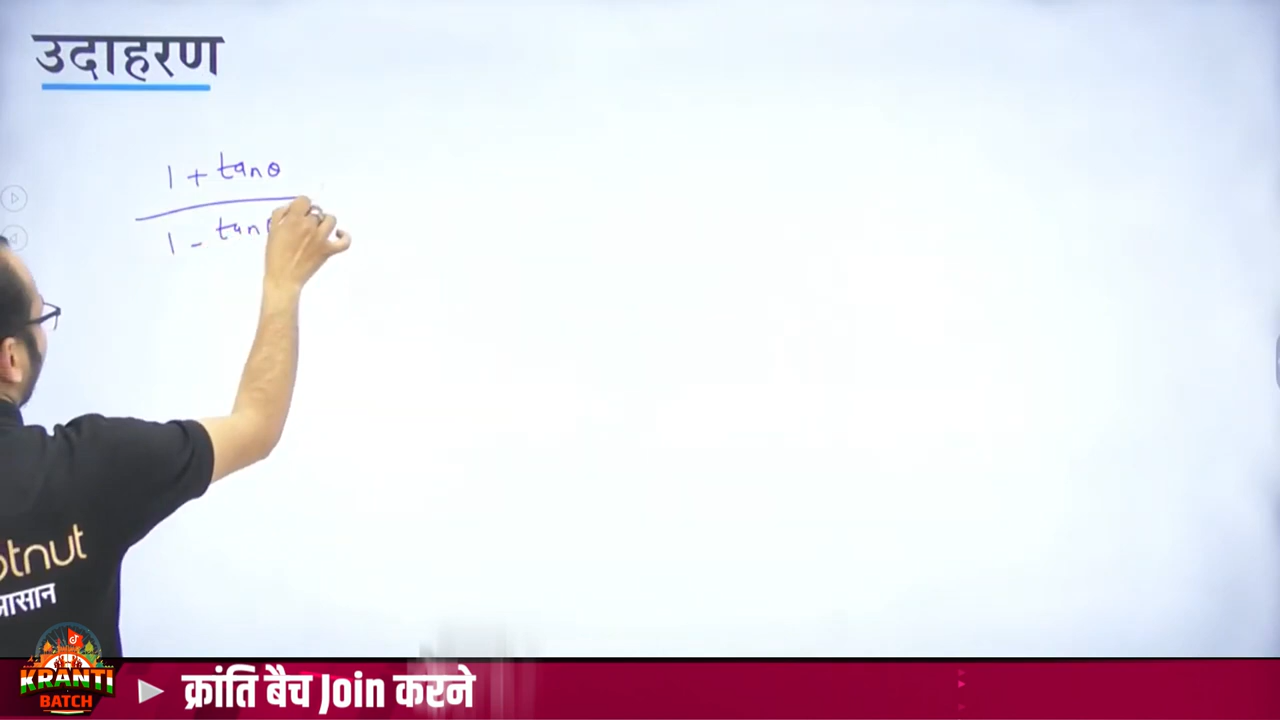 उदाहरण
1 + tanθ
1 - tan
otnut
आसान
KRANTI
BATCH
क्रांति बैच Join करने